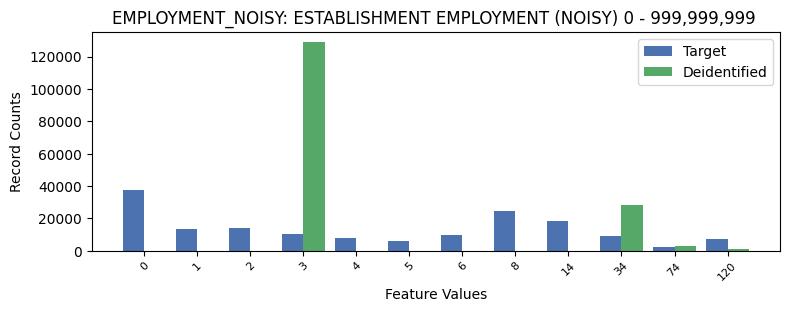 EMPLOYMENT_NOISY: ESTABLISHMENT EMPLOYMENT (NOISY) 0 - 999,999,999
Target
Deidentified
Record Counts
120000
100000
80000
60000
40000
20000
0
0 1 2 3 4 5 6 8 14 34 74 120
Feature Values